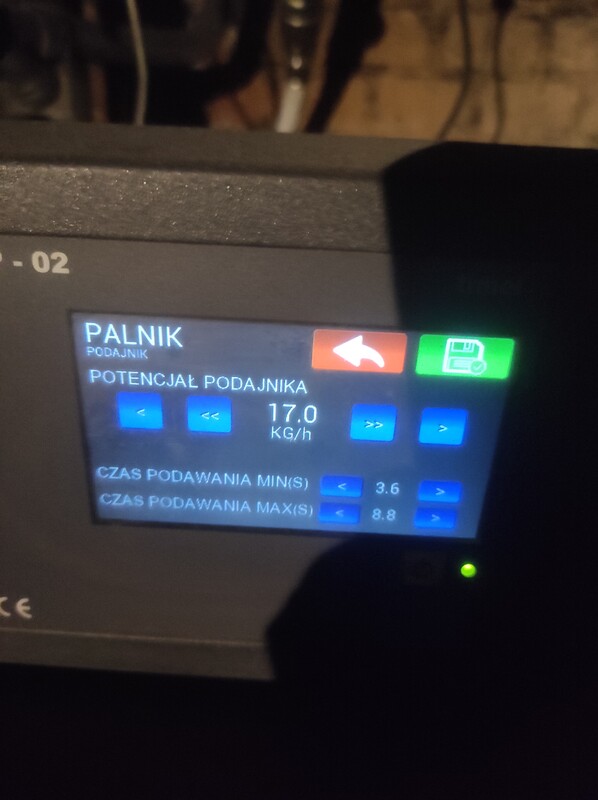 - 02
PALNIK
PODAJNIK
POTENCJAŁ PODAJNIKA
< << 17.0 >> >
KG/h
CZAS PODAWANIA MIN(S) < 3.6 >
CZAS PODAWANIA MAX(S) < 8.8 >
CE